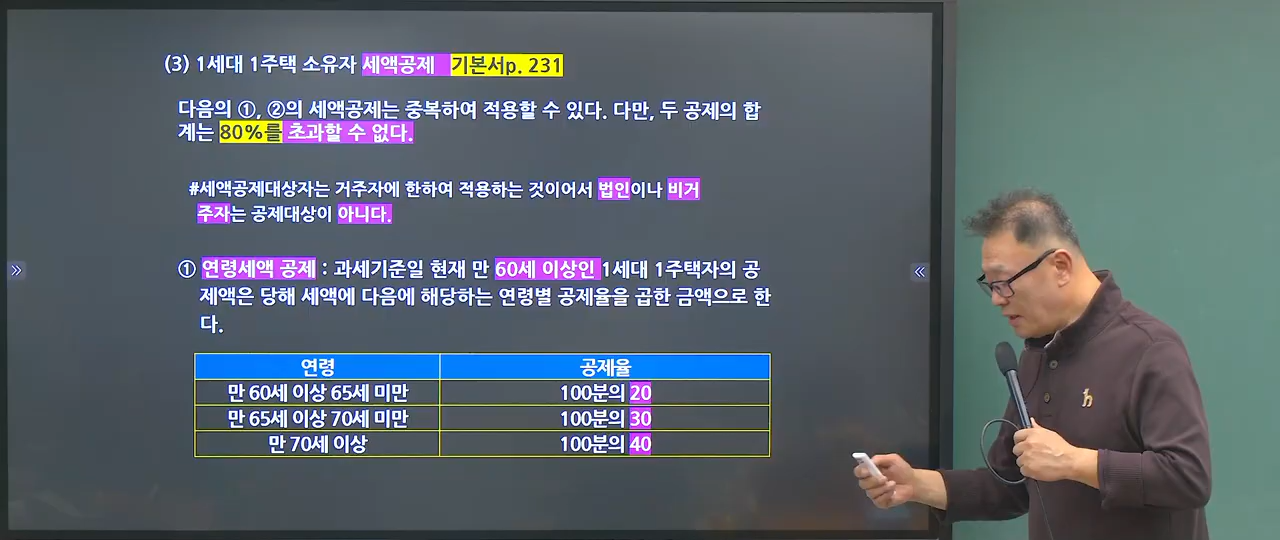 (3) 1세대 1주택 소유자 세액공제 기본서p. 231
다음의 ①, ②의 세액공제는 중복하여 적용할 수 있다. 다만, 두 공제의 합
계는 80%를 초과할 수 없다.
#세액공제대상자는 거주자에 한하여 적용하는 것이어서 법인이나 비거
주자는 공제대상이 아니다.
① 연령세액 공제 : 과세기준일 현재 만 60세 이상인 1세대 1주택자의 공
제액은 당해 세액에 다음에 해당하는 연령별 공제율을 곱한 금액으로 한
다.
연령 공제율
만 60세 이상 65세 미만 100분의 20
만 65세 이상 70세 미만 100분의 30
만 70세 이상 100분의 40